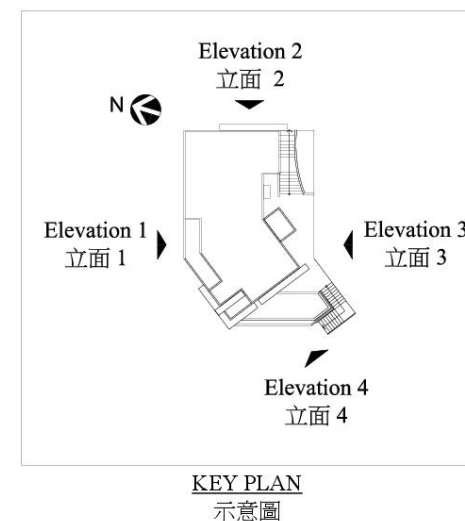 Elevation 2
立面 2
N
Elevation 1
立面 1
Elevation 3
立面 3
Elevation 4
立面 4
KEY PLAN
示意圖